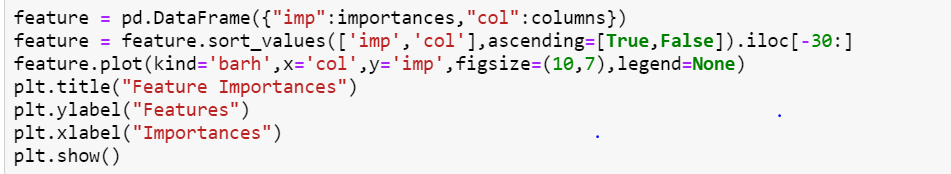 feature = pd.DataFrame({"imp":importances,"col":columns})
feature = feature.sort_values(['imp','col'],ascending=[True,False]).iloc[-30:]
feature.plot(kind='barh',x='col',y='imp',figsize=(10,7),legend=None)
plt.title("Feature Importances")
plt.ylabel("Features")
plt.xlabel("Importances")
plt.show()